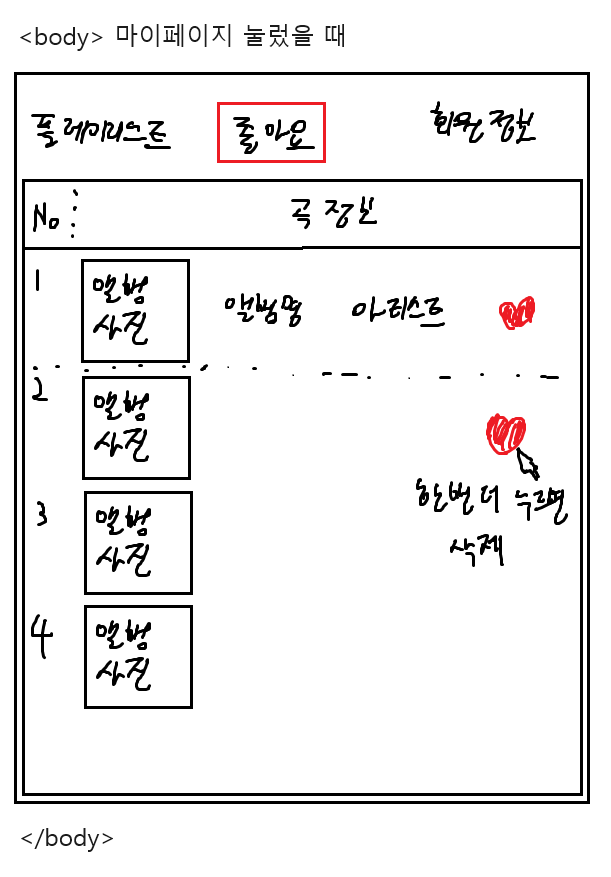 <body> 마이페이지 눌렀을 때
플레이리스트 좋아요 회원정보
No 곡 정보
1 앨범 사진 앨범명 아티스트
2 앨범 사진
한번 더 누르면
삭제
3 앨범 사진
4 앨범 사진
</body>